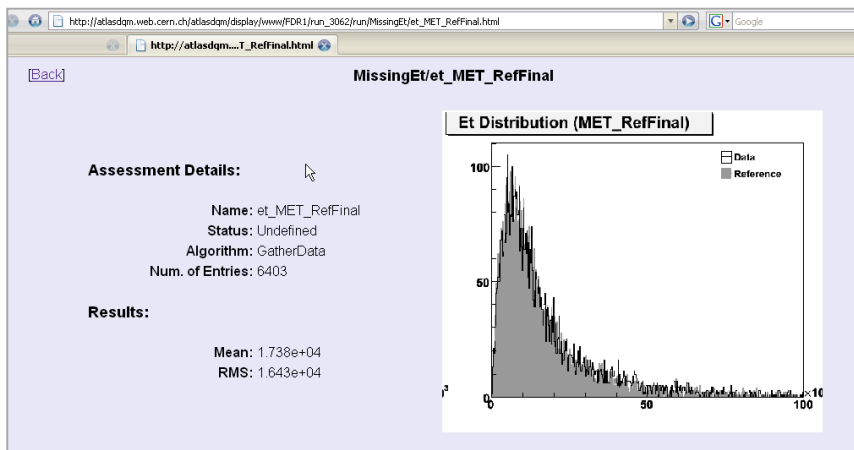 http://atlasdqm.web.cern.ch/atlasdqm/display/www/FDR1/run_3062/run/MissingEt/et_MET_RefFinal.html
G Google
http://atlasdqm....T_RefFinal.html
[Back]
MissingEt/et_MET_RefFinal
Et Distribution (MET_RefFinal)
Data
Reference
100
50
0
0
50
100
×10
3
Assessment Details:
Name: et_MET_RefFinal
Status: Undefined
Algorithm: GatherData
Num. of Entries: 6403
Results:
Mean: 1.738e+04
RMS: 1.643e+04